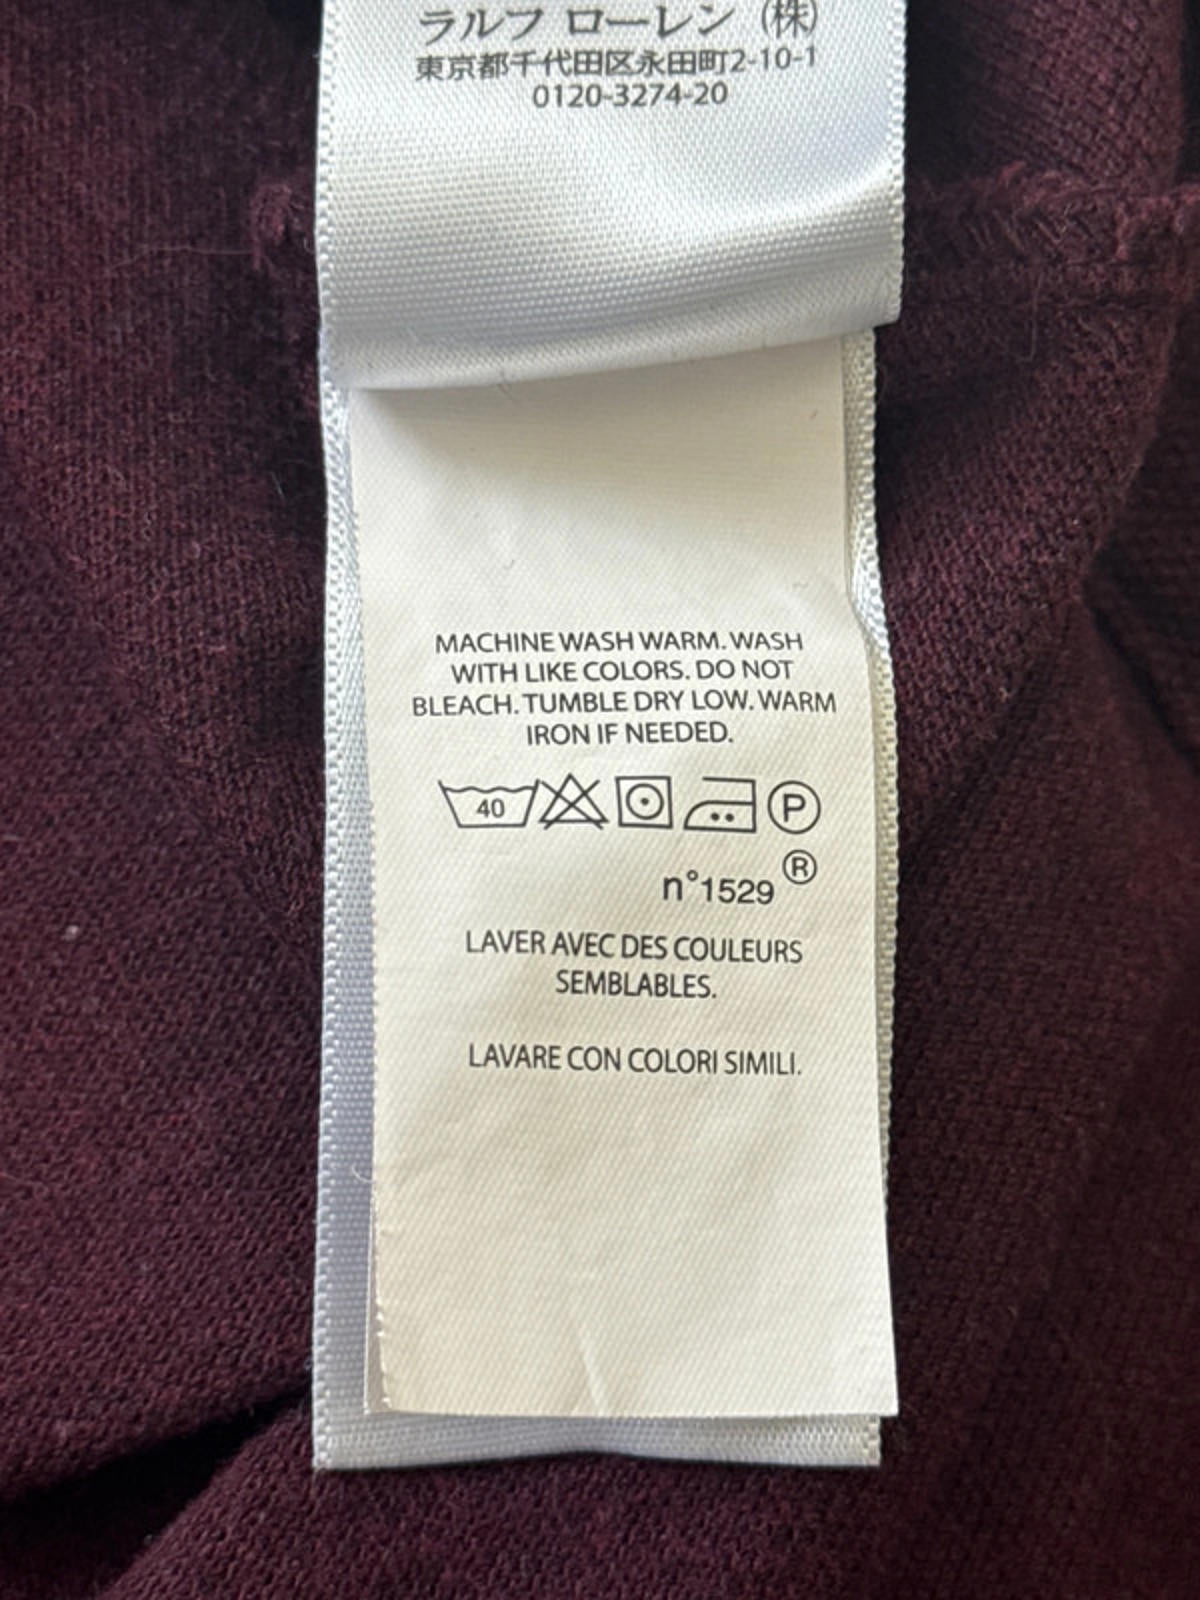 ラルフ ローレン (株)
東京都千代田区永田町2-10-1
0120-3274-20
MACHINE WASH WARM. WASH
WITH LIKE COLORS. DO NOT
BLEACH. TUMBLE DRY LOW. WARM
IRON IF NEEDED.
40 P
n°1529 ®
LAVER AVEC DES COULEURS
SEMBLABLES.
LAVARE CON COLORI SIMILI.